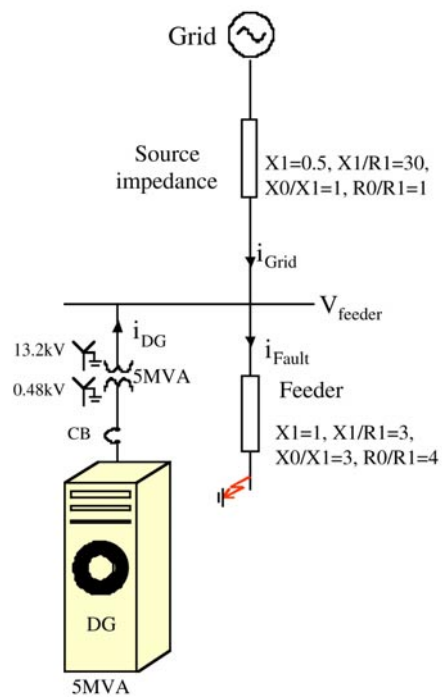 Grid
Source
impedance
X1=0.5, X1/R1=30,
X0/X1=1, R0/R1=1
iGrid
Vfeeder
iDG
13.2kV
0.48kV
5MVA
iFault
Feeder
CB
X1=1, X1/R1=3,
X0/X1=3, R0/R1=4
DG
5MVA